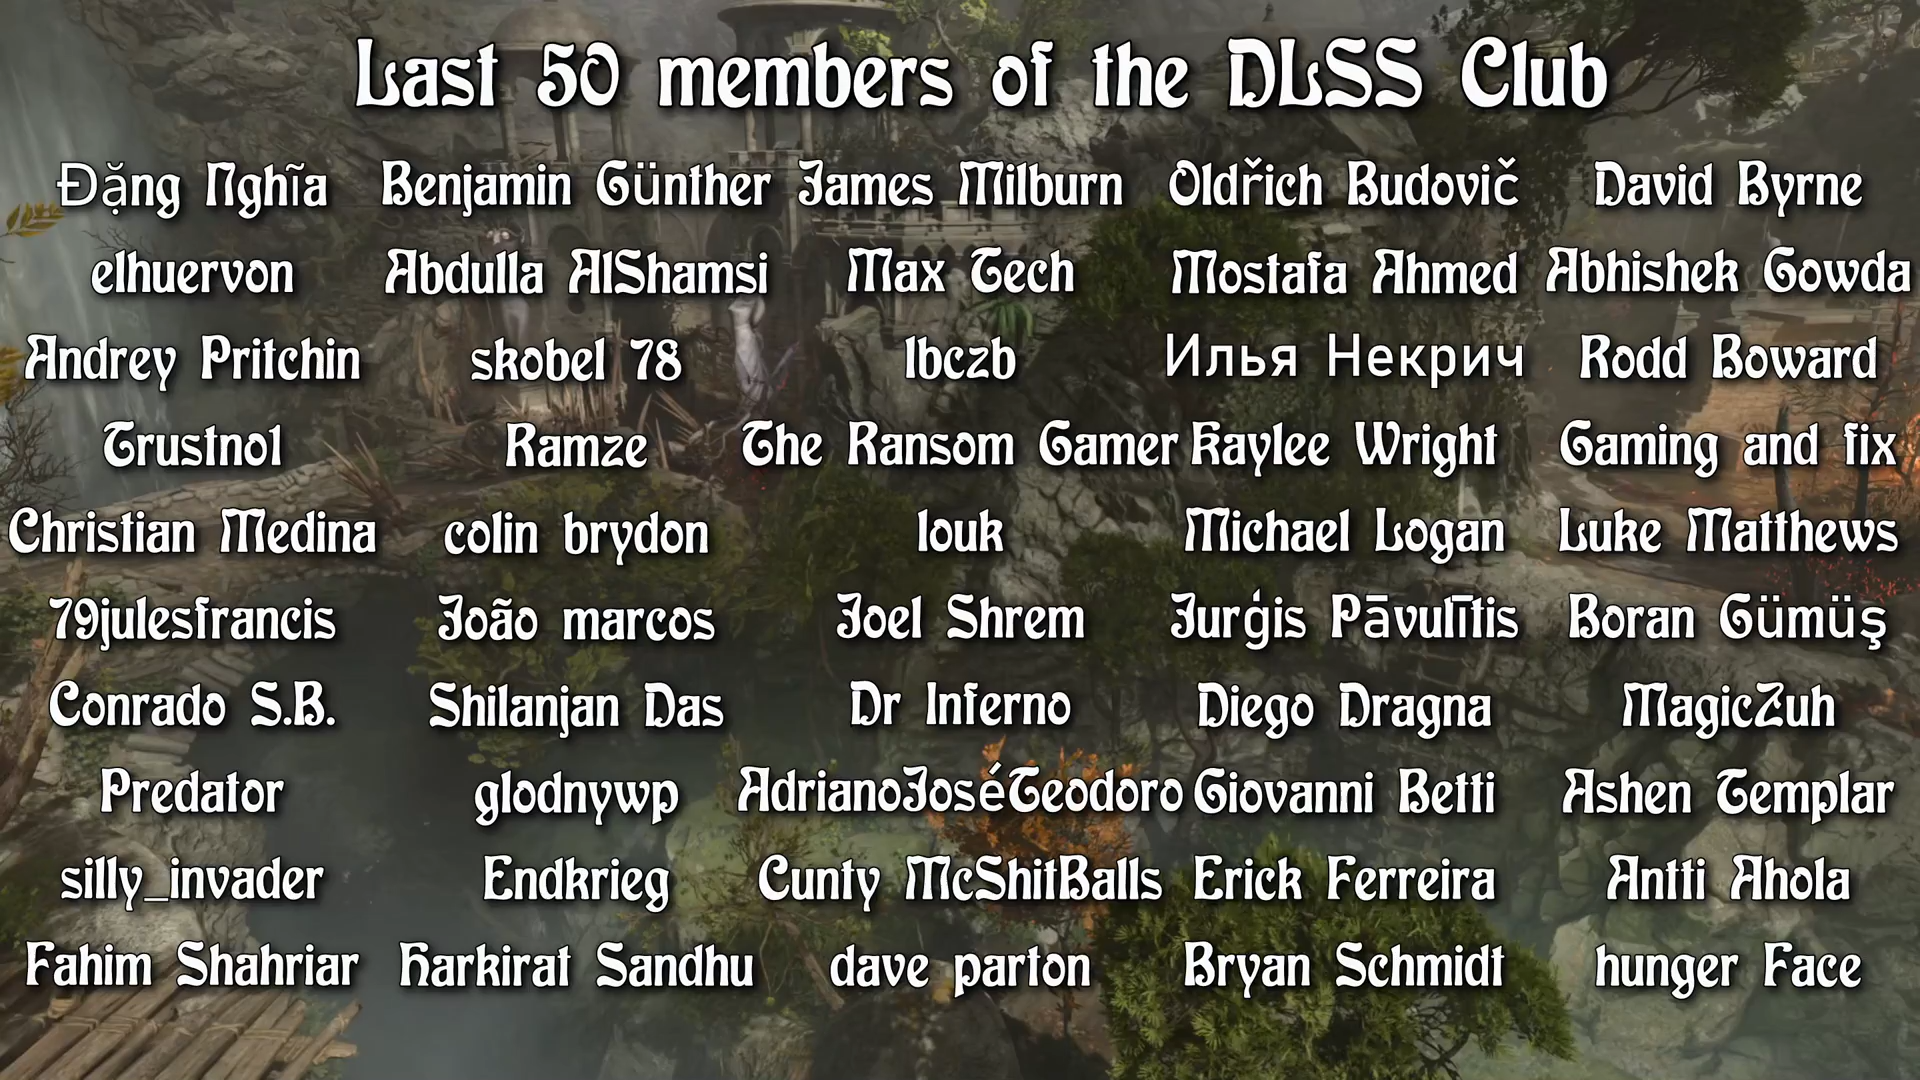 Last 50 members of the DLSS Club
Đặng Nghĩa Benjamin Günther James Milburn Oldřich Budovič David Byrne
elhuervon Abdulla AlShamsi Max Tech Mostafa Ahmed Abhishek Gowda
Andrey Pritchin skobel 78 lbczb Илья Некрич Rodd Boward
Trustno1 Ramze The Ransom Gamer Kaylee Wright Gaming and fix
Christian Medina colin brydon louk Michael Logan Luke Matthews
79julesfrancis João marcos Joel Shrem Jurģis Pāvulītis Boran Gümüş
Conrado S.B. Shilanjan Das Dr Inferno Diego Dragna MagicZuh
Predator glodnywp AdrianoJoséTeodoro Giovanni Betti Ashen Templar
silly_invader Endkrieg Cunty McShitBalls Erick Ferreira Antti Ahola
Fahim Shahriar Harkirat Sandhu dave parton Bryan Schmidt hunger Face